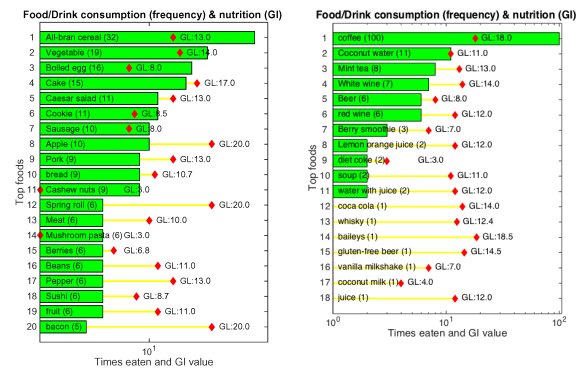 Food/Drink consumption (frequency) & nutrition (GI)
Top foods
1 All-bran cereal (32) GL:13.0
2 Vegetable (19) GL:14.0
3 Boiled egg (16) GL:8.0
4 Cake (15) GL:17.0
5 Caesar salad (11) GL:13.0
6 Cookie (11) GL:8.5
7 Sausage (10) GL:8.0
8 Apple (10) GL:20.0
9 Pork (9) GL:13.0
10 bread (9) GL:10.7
11 Cashew nuts (9) GL:3.0
12 Spring roll (6) GL:20.0
13 Meat (6) GL:10.0
14 Mushroom pasta (6) GL:3.0
15 Berries (6) GL:6.8
16 Beans (6) GL:11.0
17 Pepper (6) GL:13.0
18 Sushi (6) GL:8.7
19 fruit (6) GL:11.0
20 bacon (5) GL:20.0
10^1
Times eaten and GI value
Food/Drink consumption (frequency) & nutrition (GI)
Top foods
1 coffee (100) GL:18.0
2 Coconut water (11) GL:11.0
3 Mint tea (8) GL:13.0
4 White wine (7) GL:14.0
5 Beer (6) GL:8.0
6 red wine (6) GL:12.0
7 Berry smoothie (3) GL:7.0
8 Lemon orange juice (2) GL:12.0
9 diet coke (2) GL:3.0
10 soup (2) GL:11.0
11 water with juice (2) GL:12.0
12 coca cola (1) GL:14.0
13 whisky (1) GL:12.4
14 baileys (1) GL:18.5
15 gluten-free beer (1) GL:14.5
16 vanilla milkshake (1) GL:7.0
17 coconut milk (1) GL:4.0
18 juice (1) GL:12.0
10^0 10^1 10^2
Times eaten and GI value